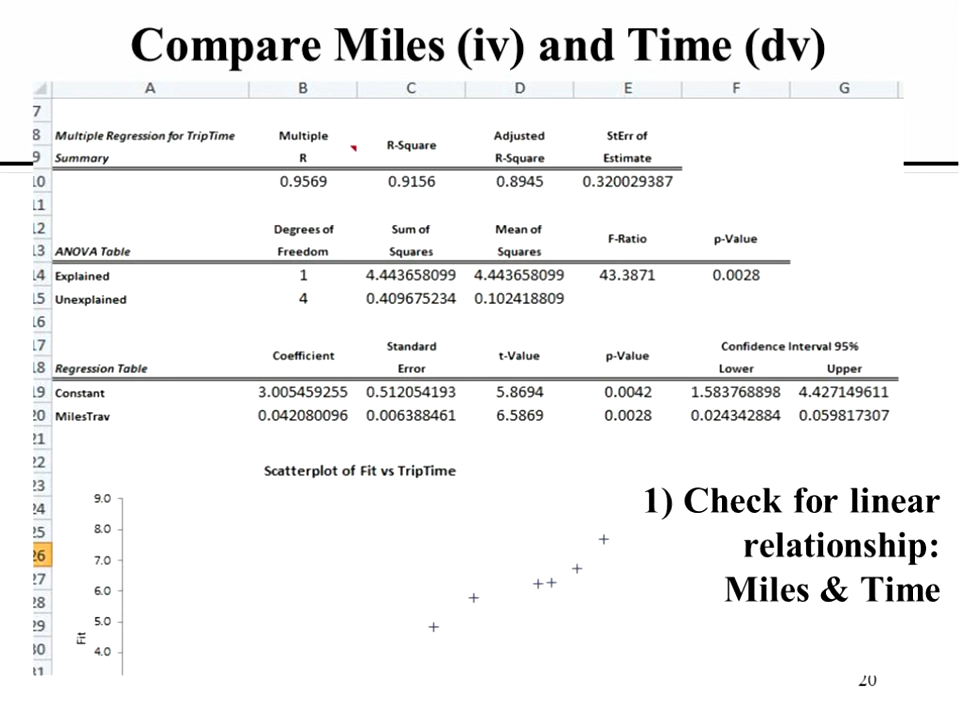 Compare Miles (iv) and Time (dv)
A B C D E F G
7
8 Multiple Regression for TripTime Multiple R-Square Adjusted StErr of
9 Summary R R-Square Estimate
10 0.9569 0.9156 0.8945 0.320029387
11
12 Degrees of Sum of Mean of F-Ratio p-Value
13 ANOVA Table Freedom Squares Squares
14 Explained 1 4.443658099 4.443658099 43.3871 0.0028
15 Unexplained 4 0.409675234 0.102418809
16
17 Coefficient Standard t-Value p-Value Confidence Interval 95%
18 Regression Table Error Lower Upper
19 Constant 3.005459255 0.512054193 5.8694 0.0042 1.583768898 4.427149611
20 MilesTrav 0.042080096 0.006388461 6.5869 0.0028 0.024342884 0.059817307
21
22 Scatterplot of Fit vs TripTime
23
24
25
26
27
28
29
30
31
9.0
8.0
7.0
6.0
5.0
4.0
Fit
1) Check for linear
relationship:
Miles & Time
20